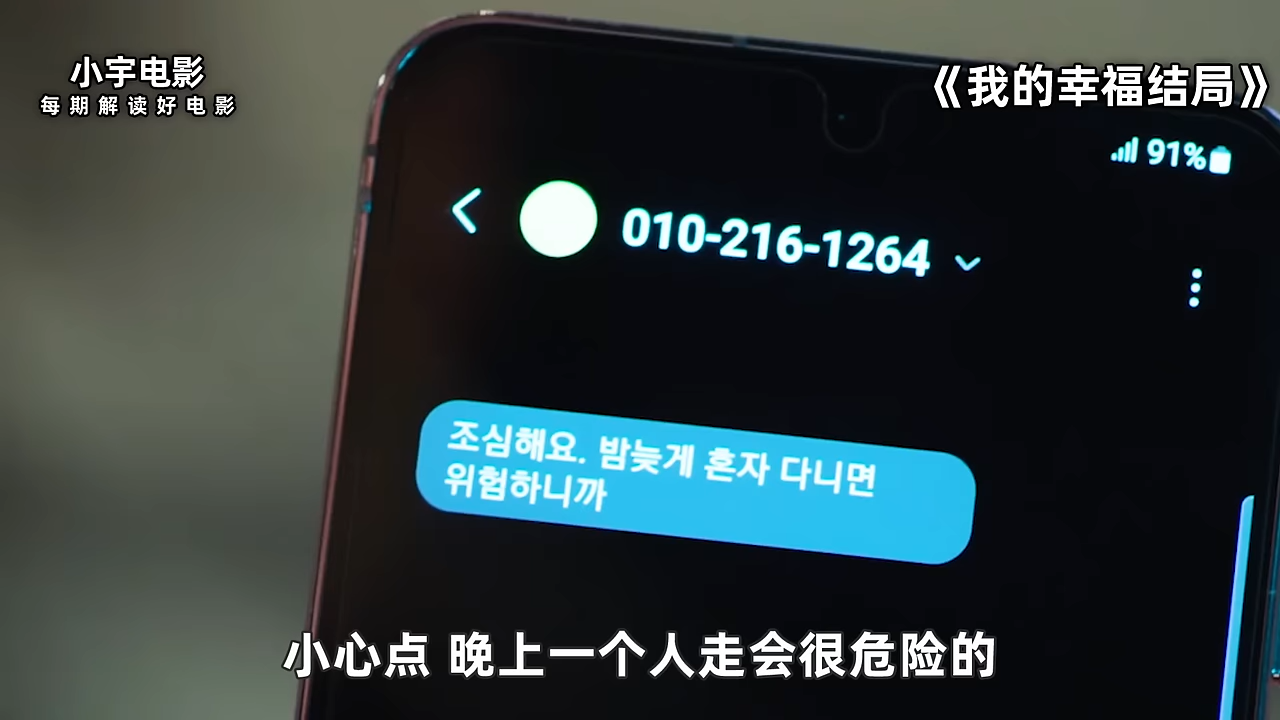 小宇电影
每期解读好电影
《我的幸福结局》
91%
010-216-1264
조심해요. 밤늦게 혼자 다니면
위험하니까
小心点 晚上一个人走会很危险的